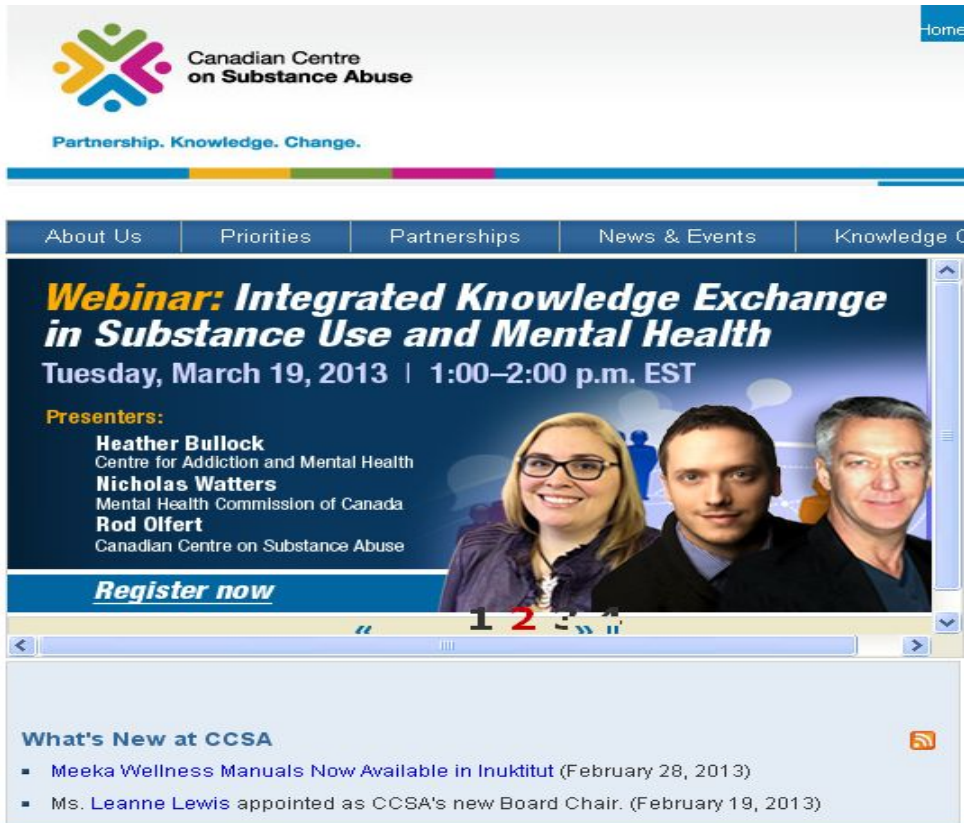 Home
Canadian Centre
on Substance Abuse
Partnership. Knowledge. Change.
About Us
Priorities
Partnerships
News & Events
Knowledge
Webinar: Integrated Knowledge Exchange
in Substance Use and Mental Health
Tuesday, March 19, 2013 | 1:00–2:00 p.m. EST
Presenters:
Heather Bullock
Centre for Addiction and Mental Health
Nicholas Watters
Mental Health Commission of Canada
Rod Olfert
Canadian Centre on Substance Abuse
Register now
« 1 2 3 4 » ||
What's New at CCSA
▪ Meeka Wellness Manuals Now Available in Inuktitut (February 28, 2013)
▪ Ms. Leanne Lewis appointed as CCSA's new Board Chair. (February 19, 2013)